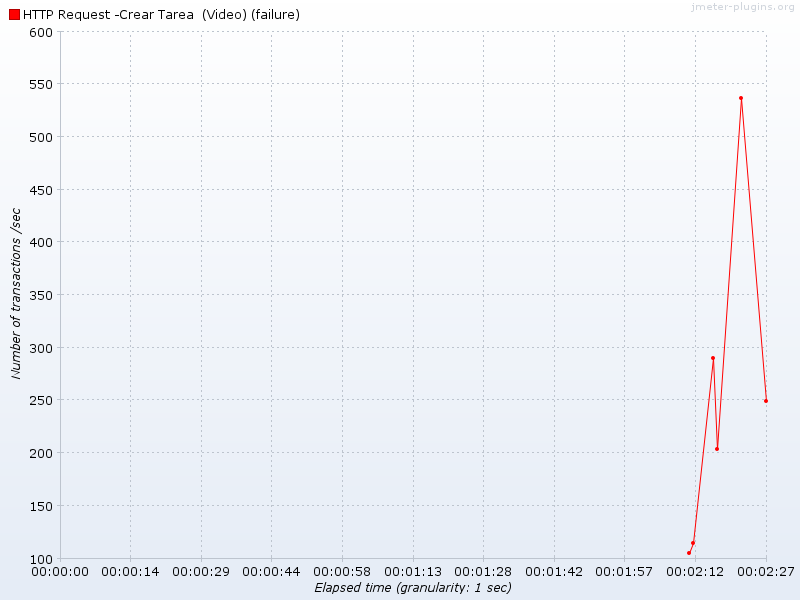 jmeter-plugins.org
HTTP Request -Crear Tarea  (Video) (failure)
600
550
500
450
400
350
300
250
200
150
100
Number of transactions /sec
00:00:00 00:00:14 00:00:29 00:00:44 00:00:58 00:01:13 00:01:28 00:01:42 00:01:57 00:02:12 00:02:27
Elapsed time (granularity: 1 sec)